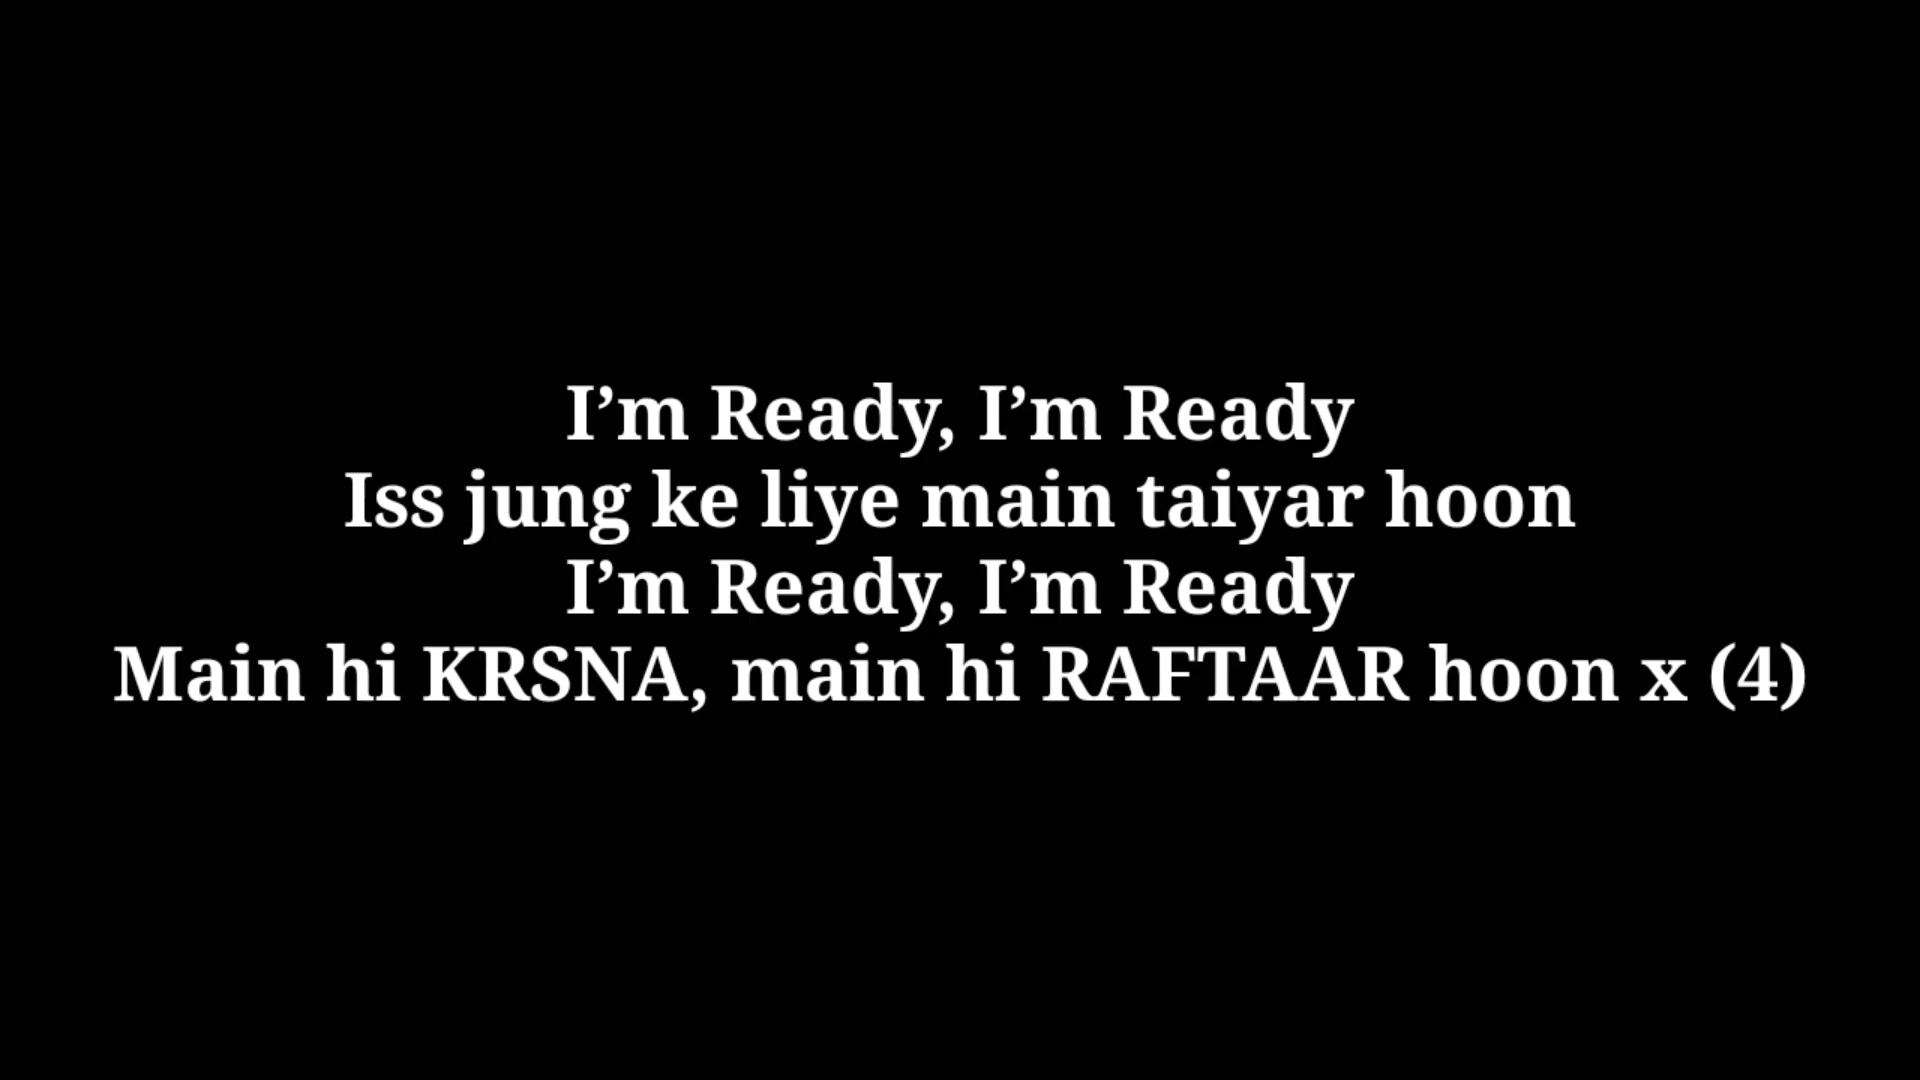 I’m Ready, I’m Ready
Iss jung ke liye main taiyar hoon
I’m Ready, I’m Ready
Main hi KRSNA, main hi RAFTAAR hoon x (4)